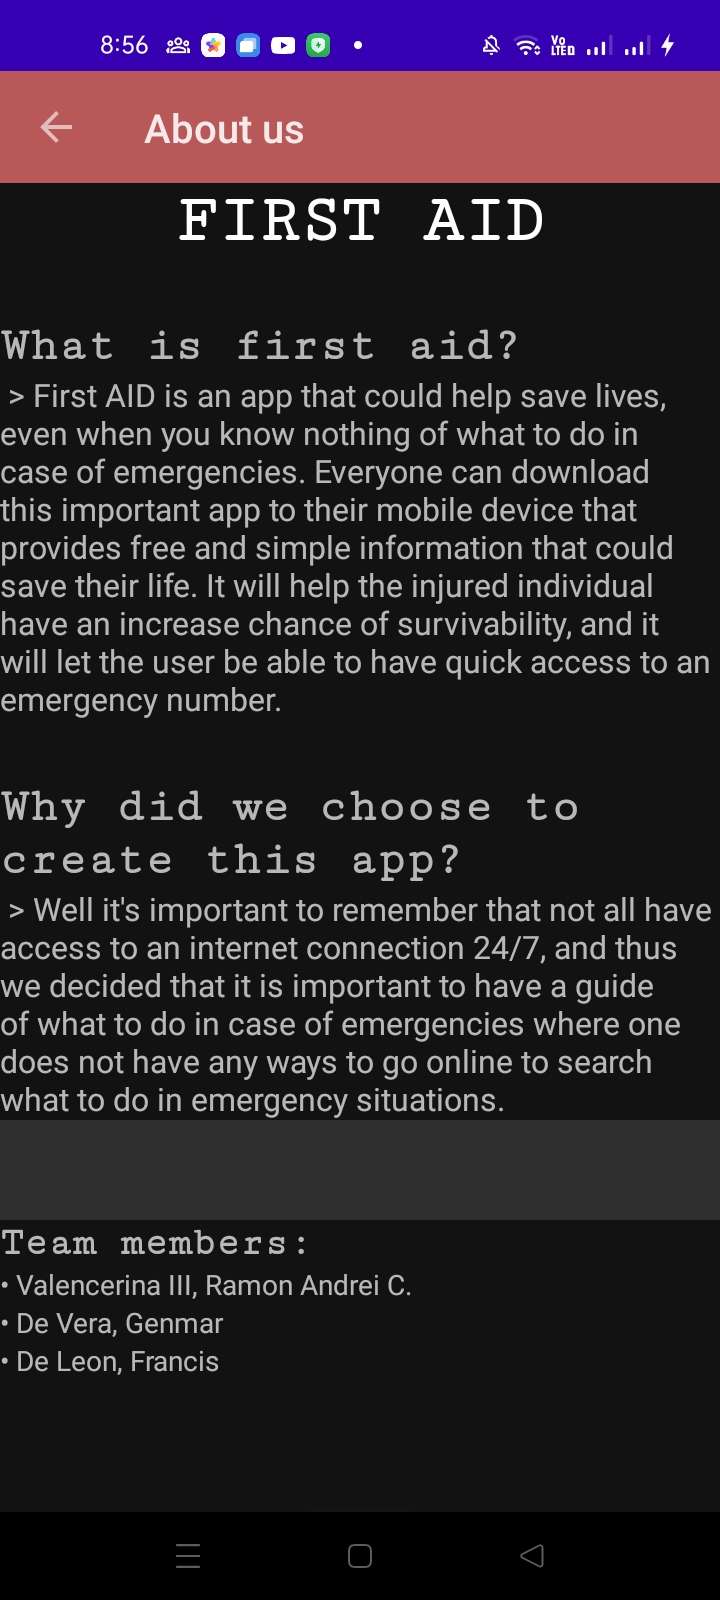 8:56
VO
LTE
About us
FIRST AID
What is first aid?
> First AID is an app that could help save lives,
even when you know nothing of what to do in
case of emergencies. Everyone can download
this important app to their mobile device that
provides free and simple information that could
save their life. It will help the injured individual
have an increase chance of survivability, and it
will let the user be able to have quick access to an
emergency number.
Why did we choose to
create this app?
> Well it's important to remember that not all have
access to an internet connection 24/7, and thus
we decided that it is important to have a guide
of what to do in case of emergencies where one
does not have any ways to go online to search
what to do in emergency situations.
Team members:
• Valencerina III, Ramon Andrei C.
• De Vera, Genmar
• De Leon, Francis